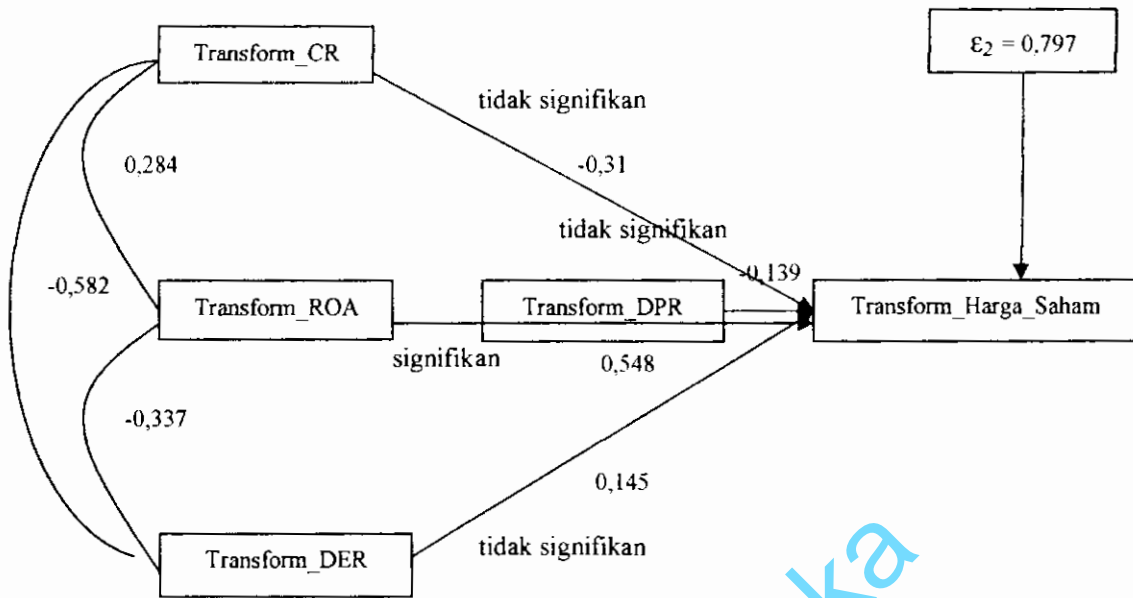 Transform_CR
ε2 = 0,797
tidak signifikan
0,284
-0,31
tidak signifikan
-0,139
-0,582
Transform_ROA
Transform_DPR
Transform_Harga_Saham
signifikan
0,548
-0,337
0,145
Transform_DER
tidak signifikan
ka